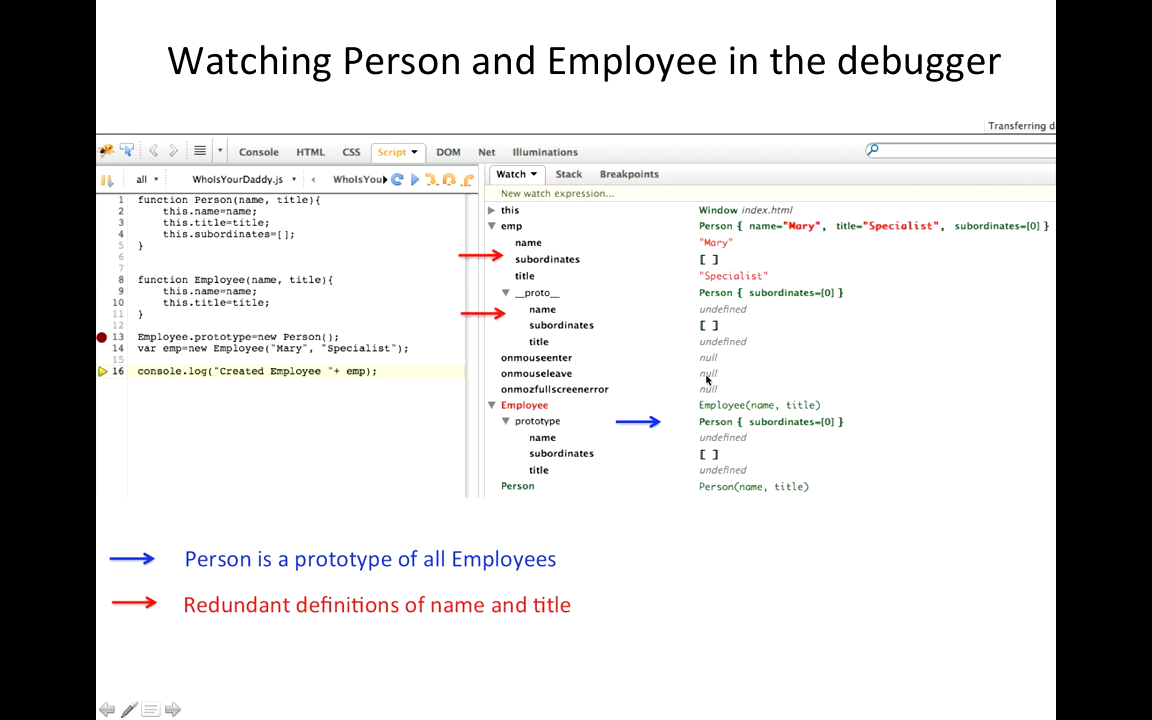 Watching Person and Employee in the debugger
Transferring d
Console HTML CSS Script DOM Net Illuminations
all WhoIsYourDaddy.js WhoIsYou
Watch Stack Breakpoints
New watch expression...
1 function Person(name, title){
2 this.name=name;
3 this.title=title;
4 this.subordinates=[];
5 }
6
7
8 function Employee(name, title){
9 this.name=name;
10 this.title=title;
11 }
12
13 Employee.prototype=new Person();
14 var emp=new Employee("Mary", "Specialist");
15
16 console.log("Created Employee "+ emp);
this Window index.html
emp Person { name="Mary", title="Specialist", subordinates=[0] }
name "Mary"
subordinates [ ]
title "Specialist"
__proto__ Person { subordinates=[0] }
name undefined
subordinates [ ]
title undefined
onmouseenter null
onmouseleave null
onmozfullscreenerror null
Employee Employee(name, title)
prototype Person { subordinates=[0] }
name undefined
subordinates [ ]
title undefined
Person Person(name, title)
Person is a prototype of all Employees
Redundant definitions of name and title